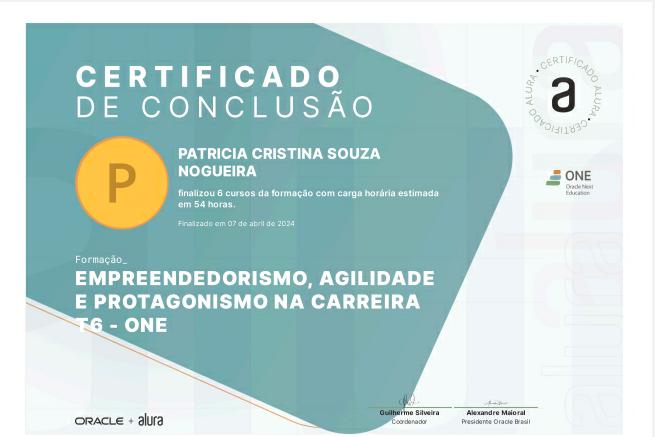 CERTIFICADO
DE CONCLUSÃO
CERTIFICADO ALURA • CERTIFICADO ALURA •
a
P
PATRICIA CRISTINA SOUZA
NOGUEIRA
finalizou 6 cursos da formação com carga horária estimada
em 54 horas.
Finalizado em 07 de abril de 2024
ONE
Oracle Next
Education
Formação_
EMPREENDEDORISMO, AGILIDADE
E PROTAGONISMO NA CARREIRA
T6 - ONE
ORACLE + alura
Guilherme Silveira
Coordenador
Alexandre Maioral
Presidente Oracle Brasil